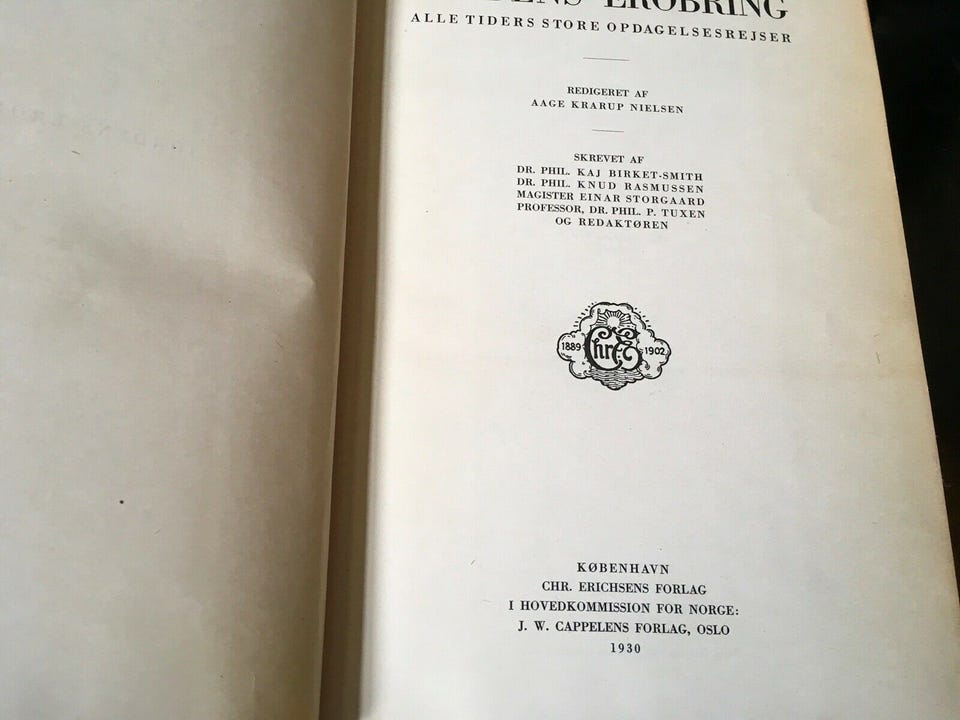 EROBRING
ALLE TIDERS STORE OPDAGELSESREJSER
REDIGERET AF
AAGE KRARUP NIELSEN
SKREVET AF
DR. PHIL. KAJ BIRKET-SMITH
DR. PHIL. KNUD RASMUSSEN
MAGISTER EINAR STORGAARD
PROFESSOR, DR. PHIL. P. TUXEN
OG REDAKTØREN
1889 Chr.E 1902
KØBENHAVN
CHR. ERICHSENS FORLAG
I HOVEDKOMMISSION FOR NORGE:
J. W. CAPPELENS FORLAG, OSLO
1930